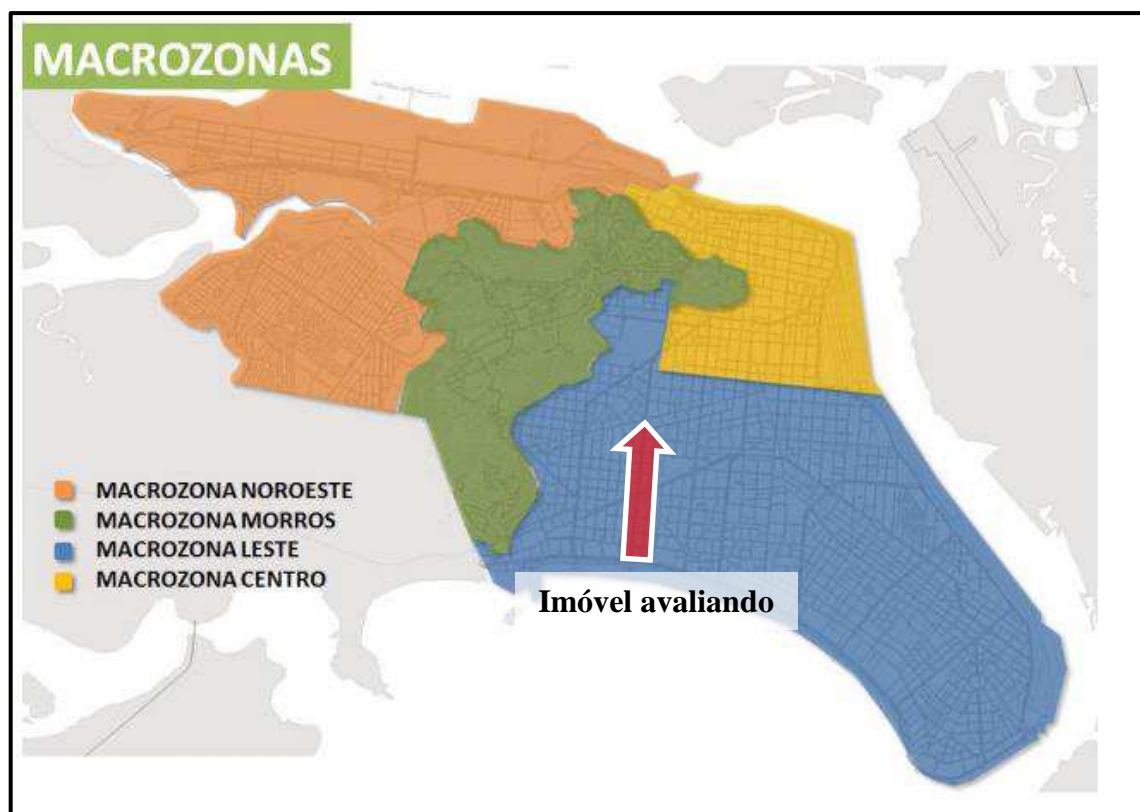 MACROZONAS
MACROZONA NOROESTE
MACROZONA MORROS
MACROZONA LESTE
MACROZONA CENTRO
Imóvel avaliando